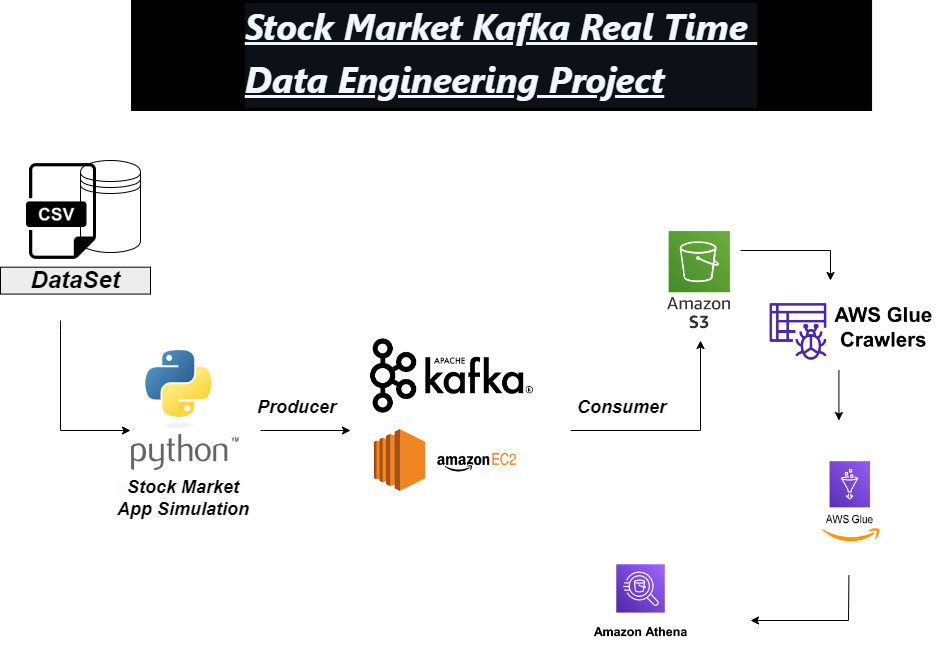 Stock Market Kafka Real Time
Data Engineering Project
CSV
DataSet
python™
Stock Market
App Simulation
Producer
APACHE
kafka®
amazon EC2
Consumer
Amazon
S3
AWS Glue
Crawlers
AWS Glue
Amazon Athena